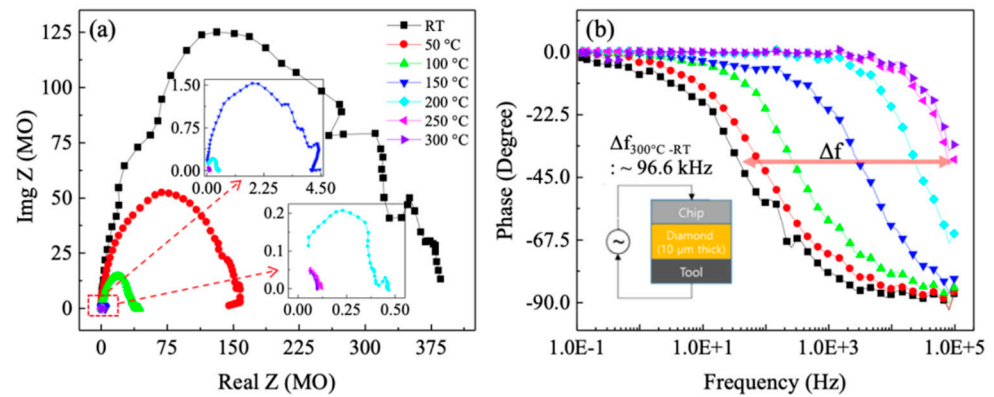 (a)
RT
50 °C
100 °C
150 °C
200 °C
250 °C
300 °C
125
100
75
50
25
0
Img Z (MO)
1.50
0.75
0.00
0.00 2.25 4.50
0.2
0.1
0.0
0.00 0.25 0.50
0 75 150 225 300 375
Real Z (MO)
(b)
0.0
-22.5
-45.0
-67.5
-90.0
Phase (Degree)
Δf300°C -RT
: ~ 96.6 kHz
Δf
~
Chip
Diamond
(10 μm thick)
Tool
1.0E-1 1.0E+1 1.0E+3 1.0E+5
Frequency (Hz)